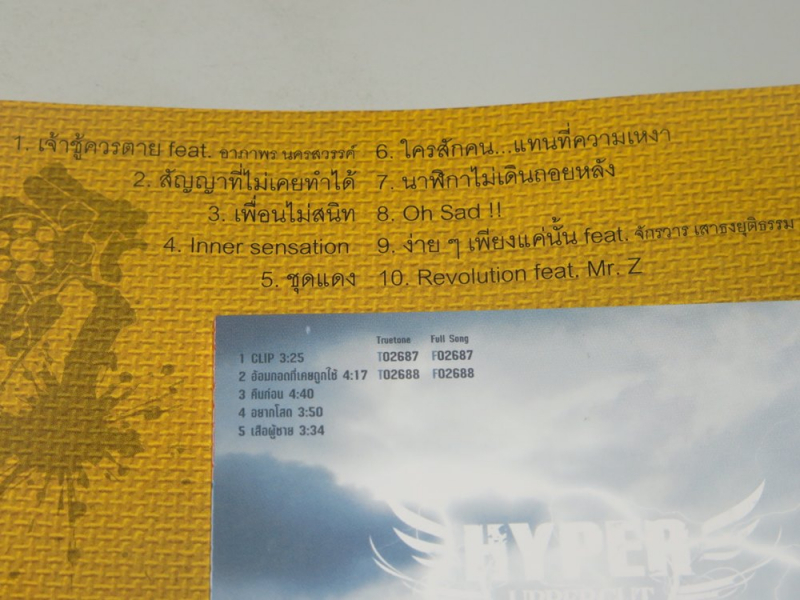 1. เจ้าชู้ควรตาย feat. อาภาพร นครสวรรค์
2. สัญญาที่ไม่เคยทำได้
3. เพื่อนไม่สนิท
4. Inner sensation
5. ชุดแดง
6. ใครสักคน...แทนที่ความเหงา
7. นาฬิกาไม่เดินถอยหลัง
8. Oh Sad !!
9. ง่าย ๆ เพียงแค่นั้น feat. จักรวาร เสาธงยุติธรรม
10. Revolution feat. Mr. Z
Truetone Full Song
1 CLIP 3:25 T02687 F02687
2 อ้อมกอดที่เคยถูกใช้ 4:17 T02688 F02688
3 คืนก่อน 4:40
4 อยากโสด 3:50
5 เสือผู้ชาย 3:34
HYPER
UPPERCUT